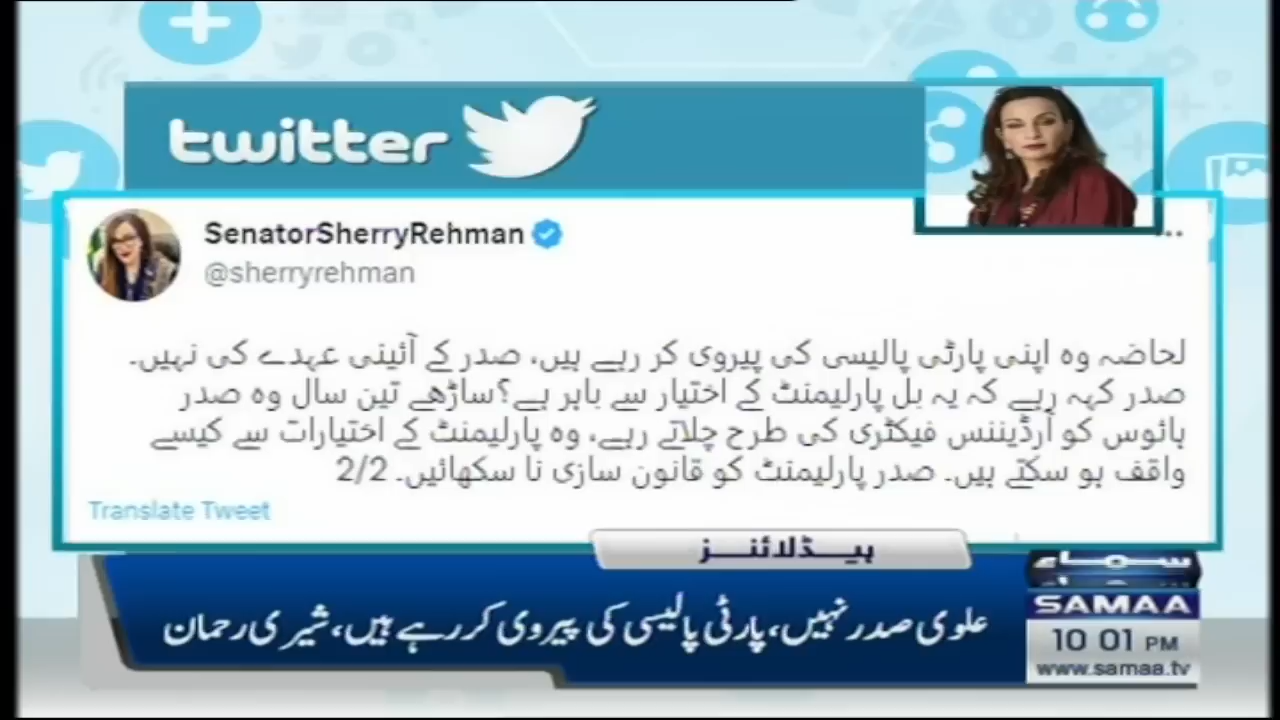 twitter
SenatorSherryRehman
@sherryrehman
لحاضہ وہ اپنی پارٹی پالیسی کی پیروی کر رہے ہیں، صدر کے آئینی عہدے کی نہیں۔
صدر کہہ رہے کہ یہ بل پارلیمنٹ کے اختیار سے باہر ہے؟ساڑھے تین سال وہ صدر
ہائوس کو آرڈیننس فیکٹری کی طرح چلاتے رہے، وہ پارلیمنٹ کے اختیارات سے کیسے
واقف ہو سکتے ہیں۔ صدر پارلیمنٹ کو قانون سازی نا سکھائیں۔ 2/2
Translate Tweet
ہیڈلائنز
علوی صدر نہیں، پارٹی پالیسی کی پیروی کررہے ہیں، شیری رحمان
سماء
SAMAA
10 01 PM
www.samaa.tv